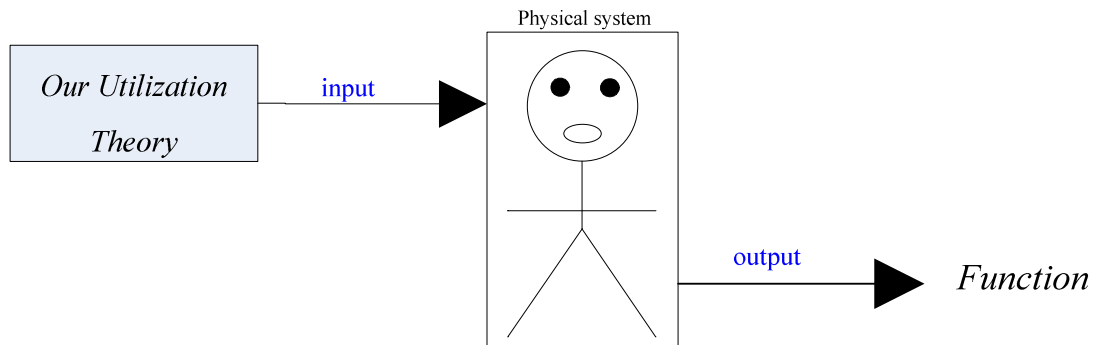 Physical system
Our Utilization
Theory
input
output
Function